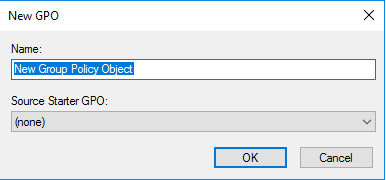 New GPO
Name:
New Group Policy Object
Source Starter GPO:
(none)
OK
Cancel